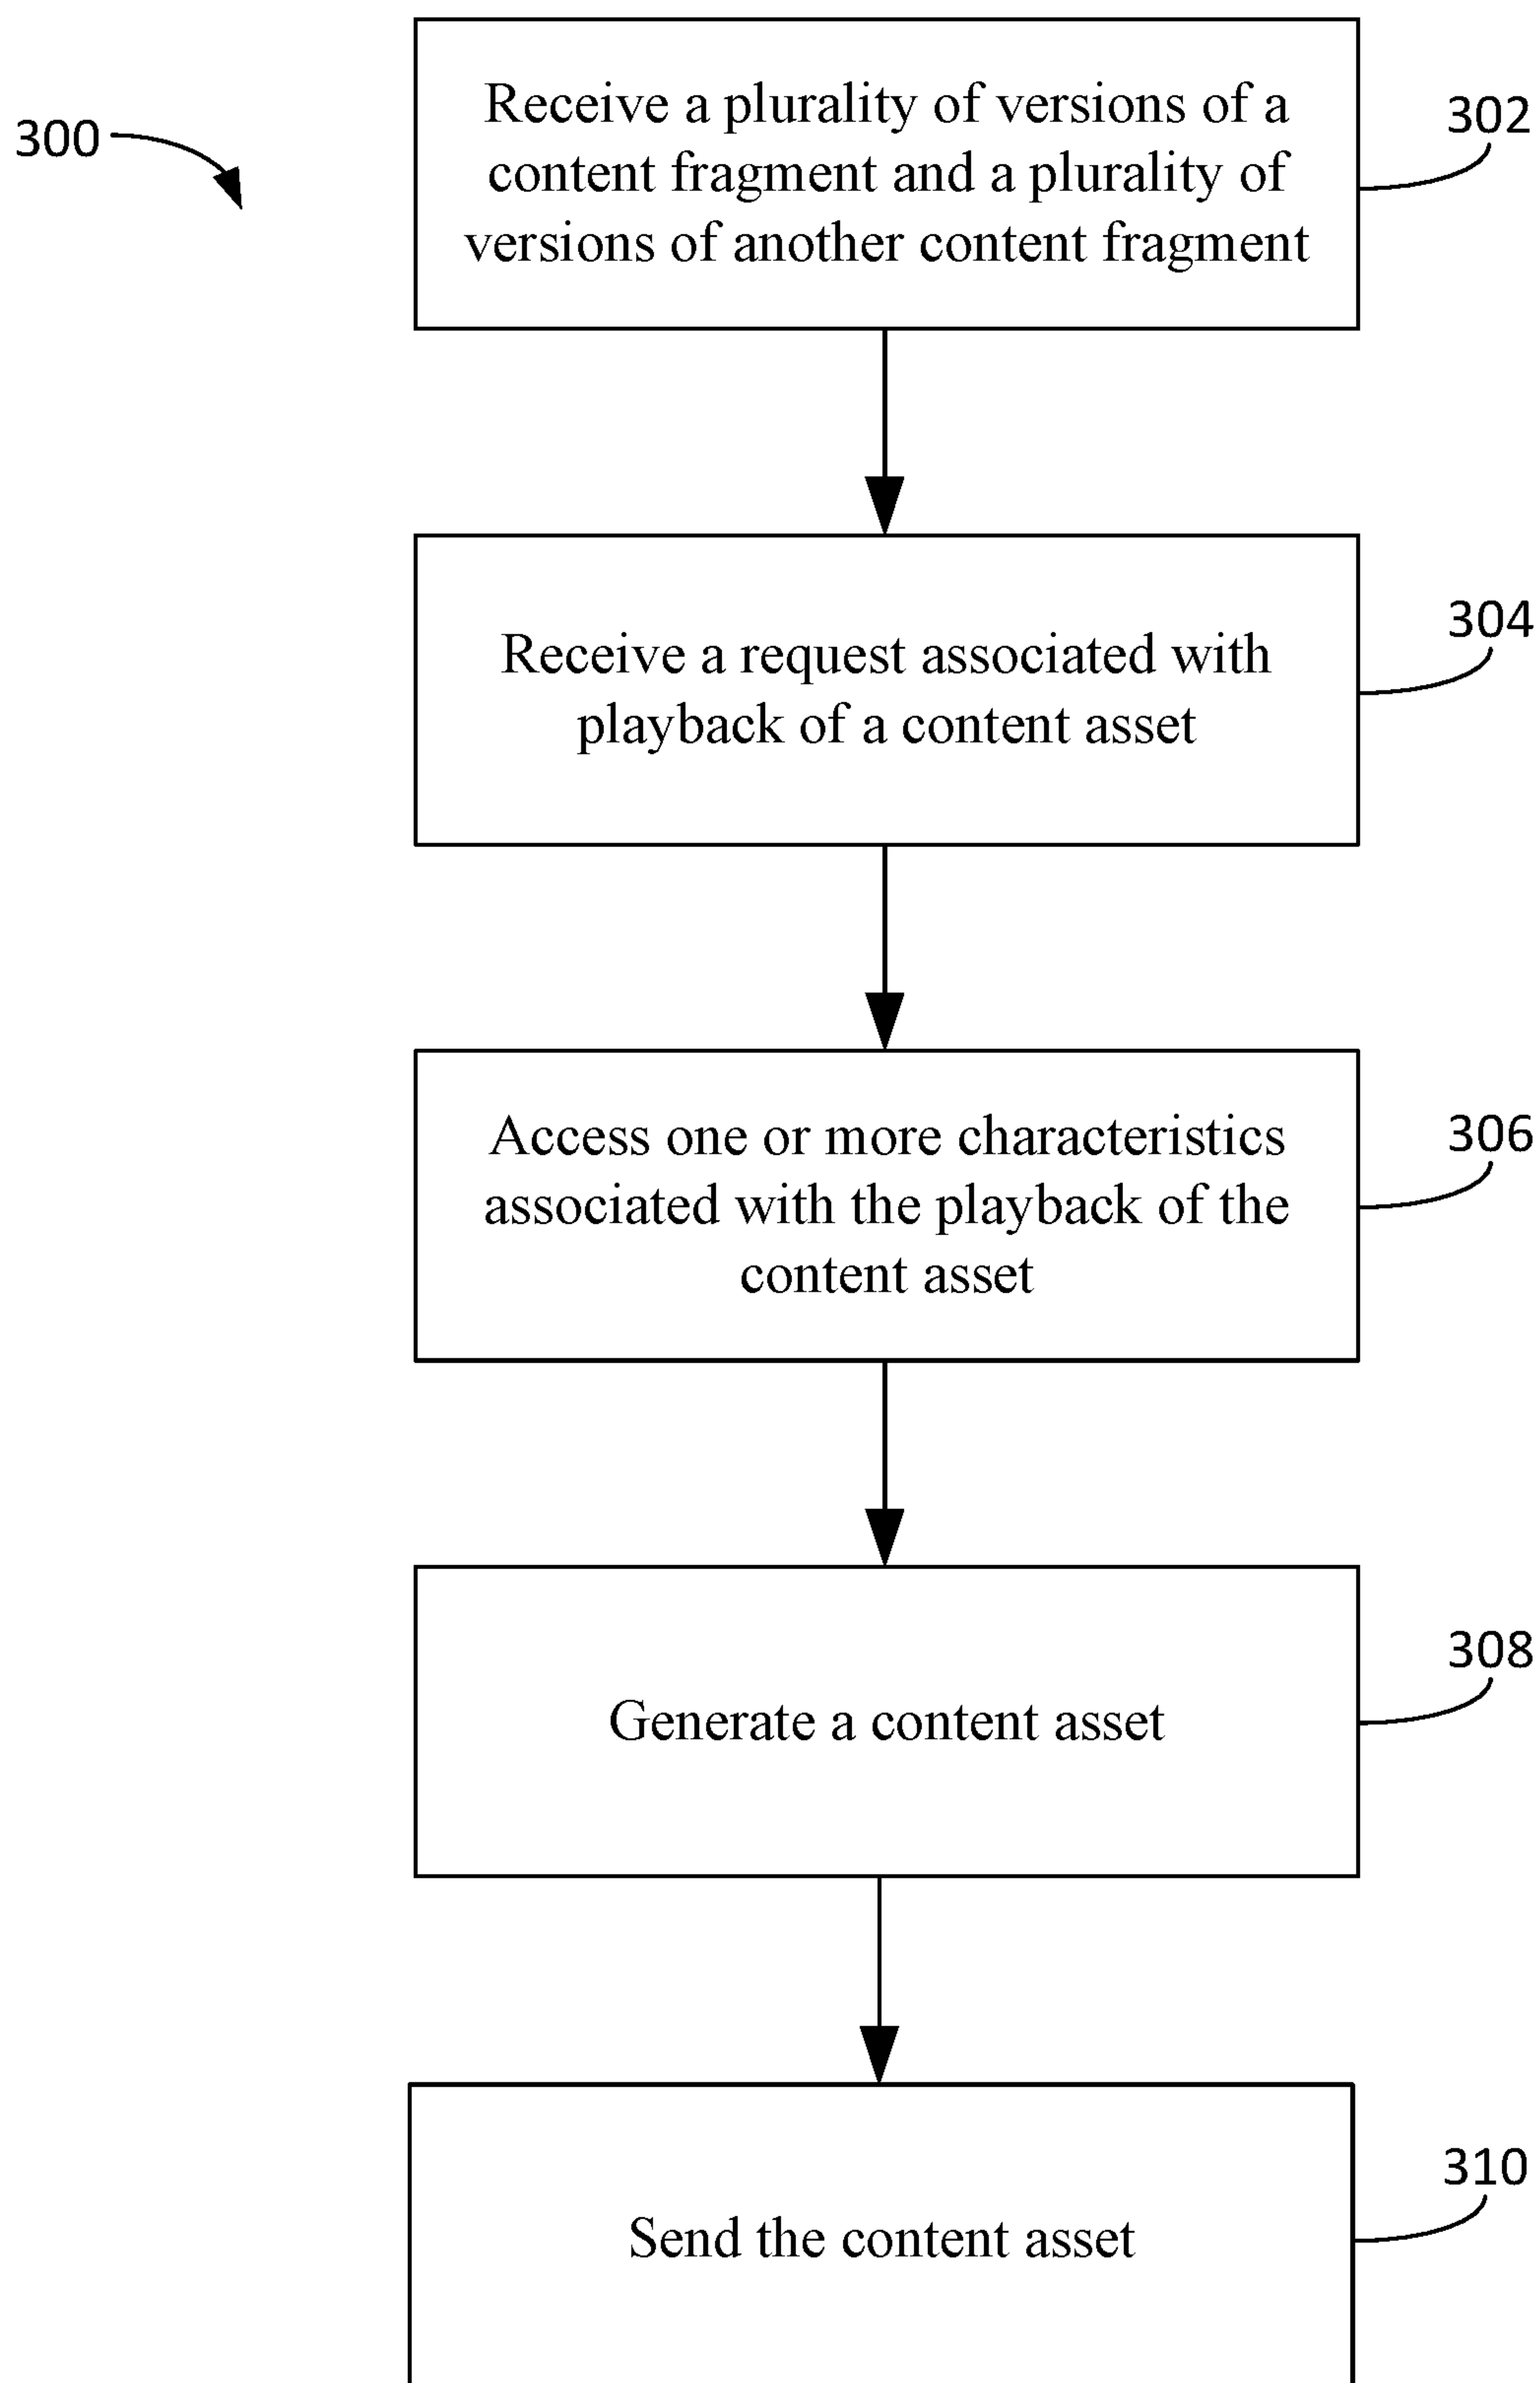 300
Receive a plurality of versions of a
content fragment and a plurality of
versions of another content fragment
302
Receive a request associated with
playback of a content asset
304
Access one or more characteristics
associated with the playback of the
content asset
306
Generate a content asset
308
Send the content asset
310